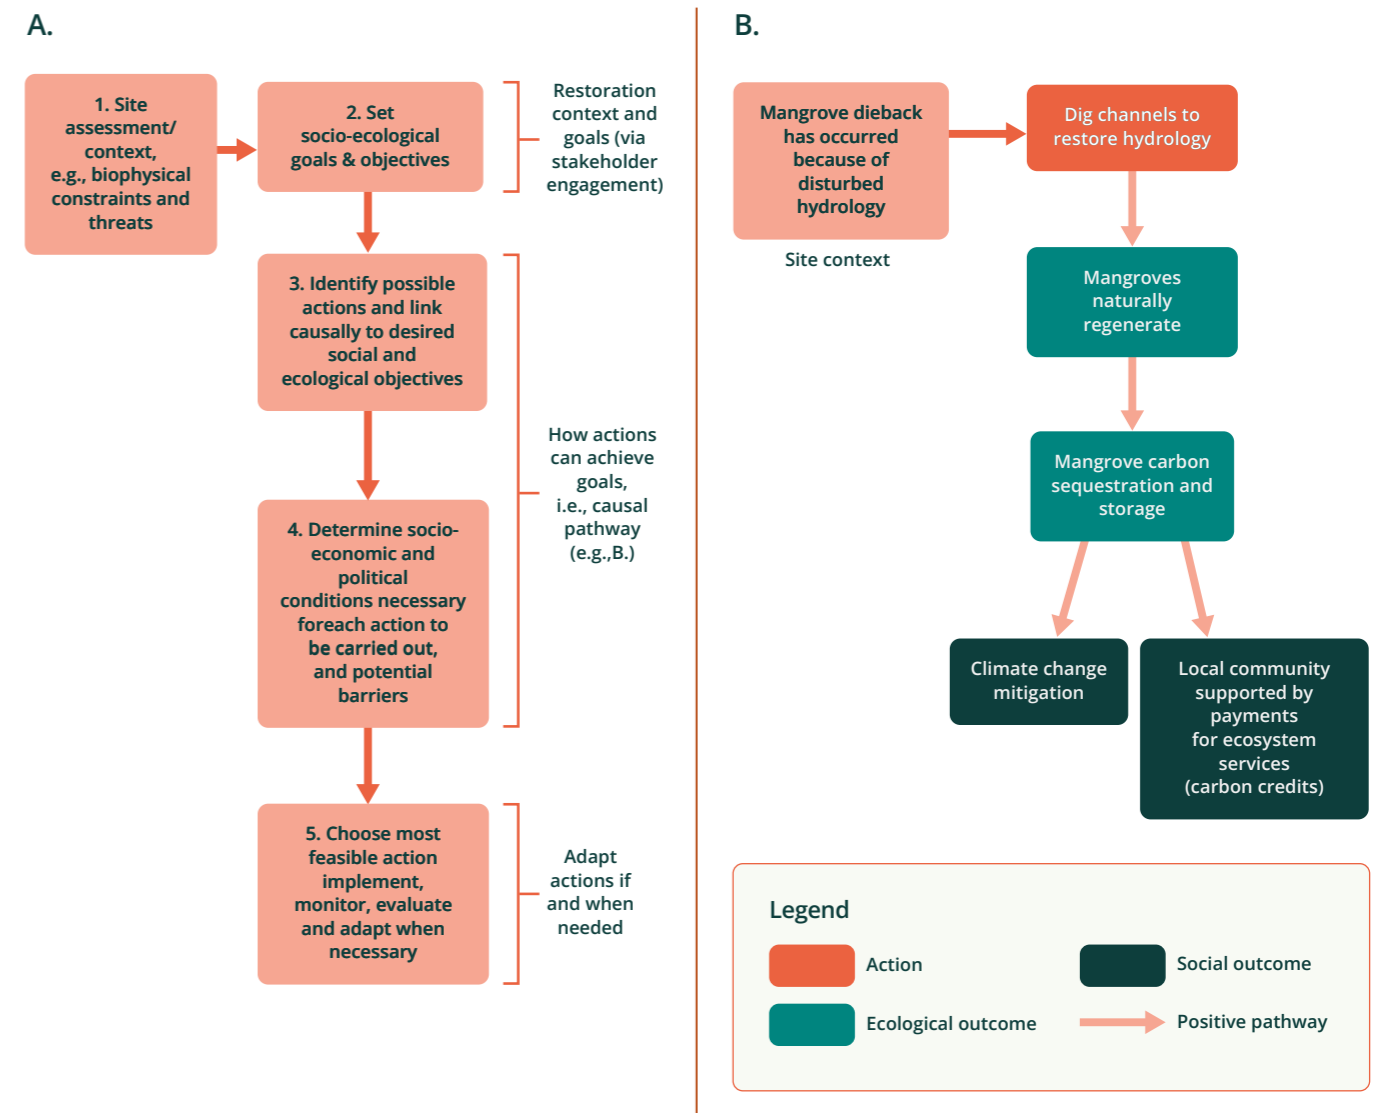 A.
1. Site
assessment/
context,
e.g., biophysical
constraints and
threats
2. Set
socio-ecological
goals & objectives
Restoration
context and
goals (via
stakeholder
engagement)
3. Identify possible
actions and link
causally to desired
social and
ecological objectives
How actions
can achieve
goals,
i.e., causal
pathway
(e.g.,B.)
4. Determine socio-
economic and
political
conditions necessary
foreach action to
be carried out,
and potential
barriers
5. Choose most
feasible action
implement,
monitor, evaluate
and adapt when
necessary
Adapt
actions if
and when
needed
B.
Mangrove dieback
has occurred
because of
disturbed
hydrology
Site context
Dig channels to
restore hydrology
Mangroves
naturally
regenerate
Mangrove carbon
sequestration and
storage
Climate change
mitigation
Local community
supported by
payments
for ecosystem
services
(carbon credits)
Legend
Action
Social outcome
Ecological outcome
Positive pathway